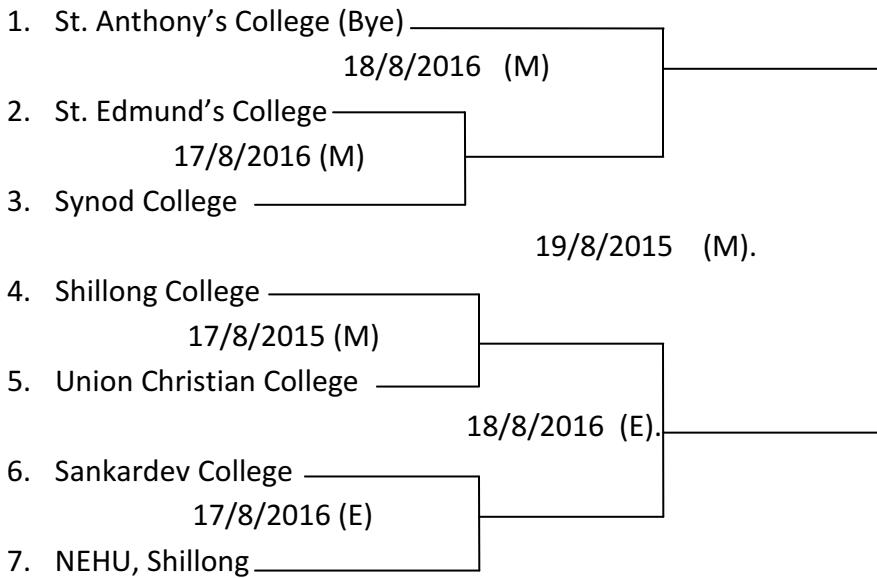 1. St. Anthony’s College (Bye)
18/8/2016 (M)
2. St. Edmund’s College
17/8/2016 (M)
3. Synod College
19/8/2015 (M).
4. Shillong College
17/8/2015 (M)
5. Union Christian College
18/8/2016 (E).
6. Sankardev College
17/8/2016 (E)
7. NEHU, Shillong